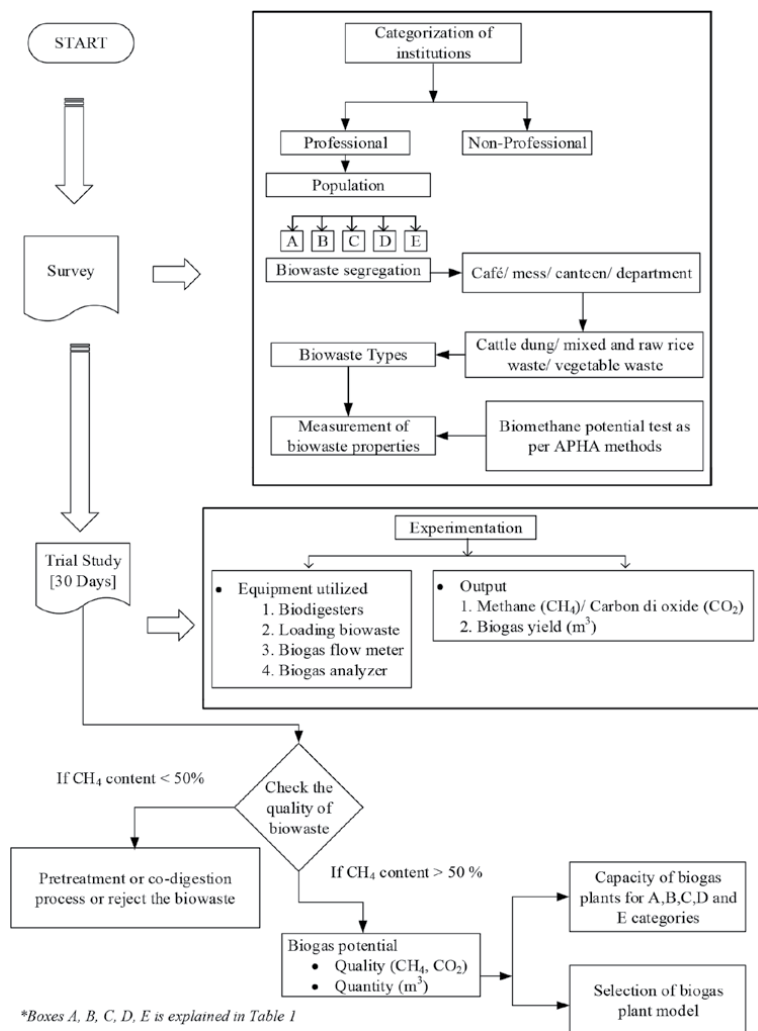 START
Categorization of
institutions
Professional
Non-Professional
Population
A
B
C
D
E
Survey
Biowaste segregation
Café/ mess/ canteen/ department
Biowaste Types
Cattle dung/ mixed and raw rice
waste/ vegetable waste
Measurement of
biowaste properties
Biomethane potential test as
per APHA methods
Trial Study
[30 Days]
Experimentation
• Equipment utilized
1. Biodigesters
2. Loading biowaste
3. Biogas flow meter
4. Biogas analyzer
• Output
1. Methane (CH₄)/ Carbon di oxide (CO₂)
2. Biogas yield (m³)
If CH₄ content < 50%
Check the
quality of
biowaste
Pretreatment or co-digestion
process or reject the biowaste
If CH₄ content > 50 %
Biogas potential
• Quality (CH₄, CO₂)
• Quantity (m³)
Capacity of biogas
plants for A,B,C,D and
E categories
Selection of biogas
plant model
*Boxes A, B, C, D, E is explained in Table 1